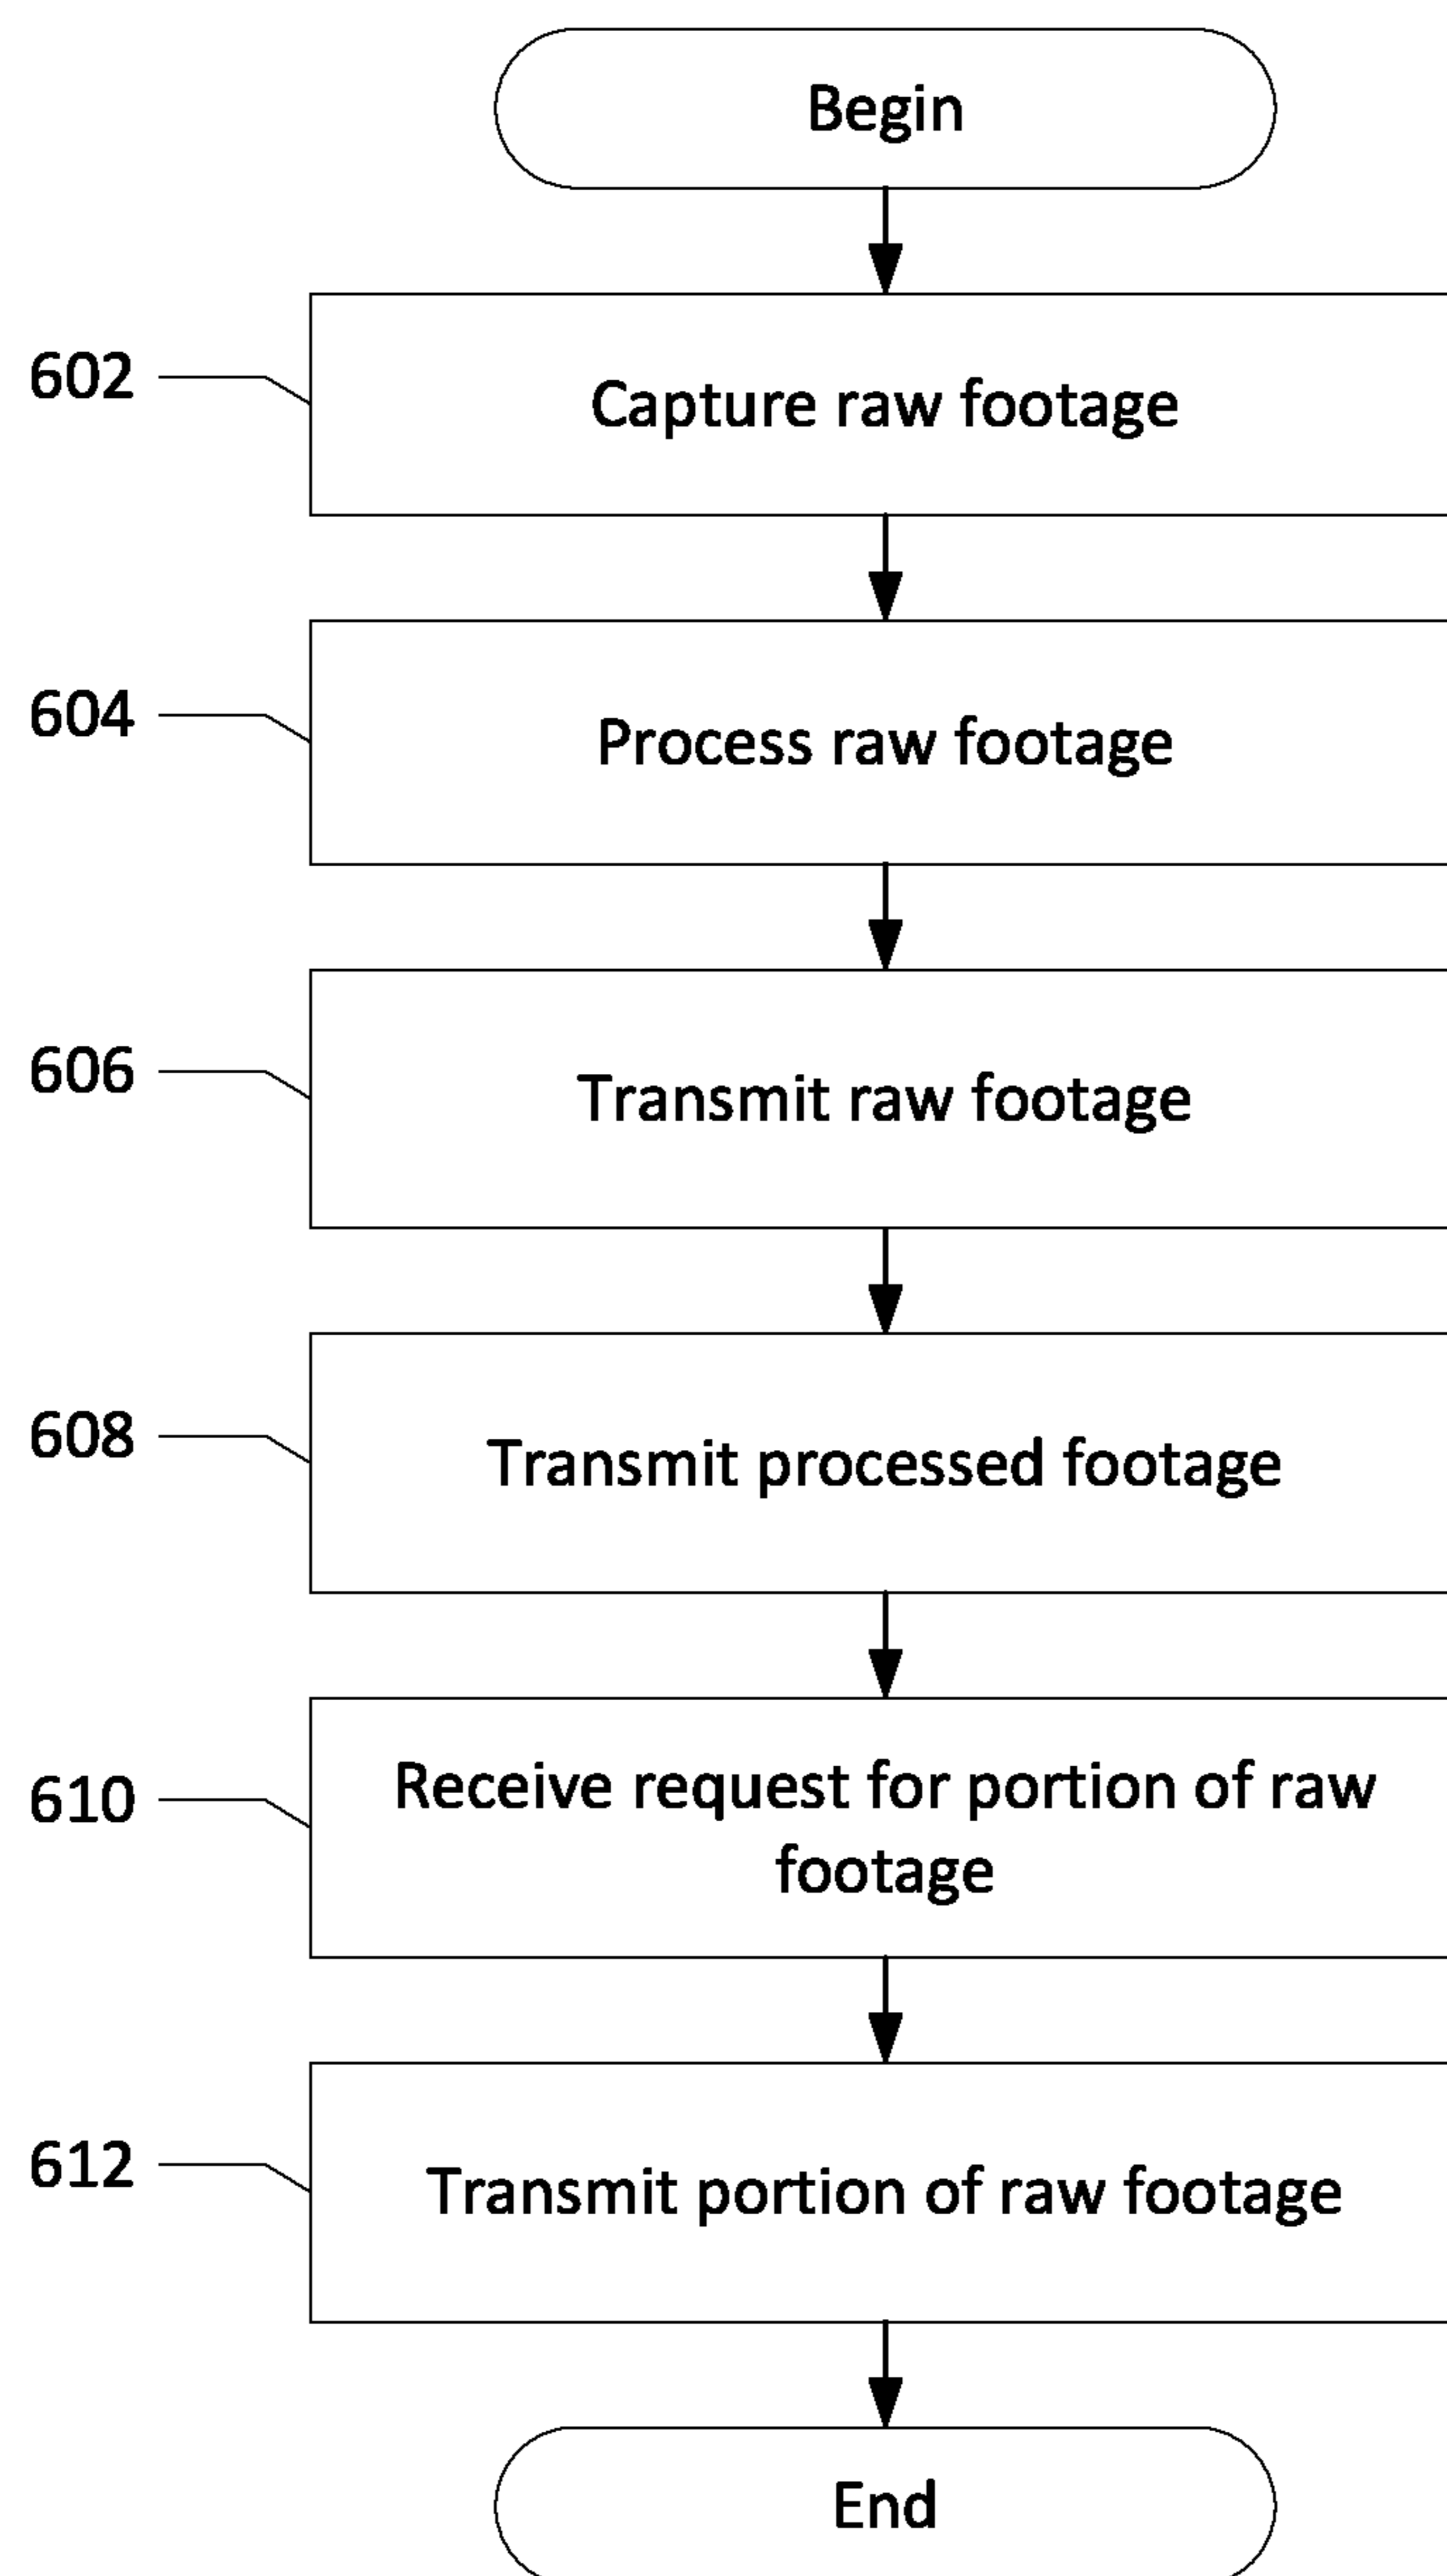 Begin
602
Capture raw footage
604
Process raw footage
606
Transmit raw footage
608
Transmit processed footage
610
Receive request for portion of raw
footage
612
Transmit portion of raw footage
End